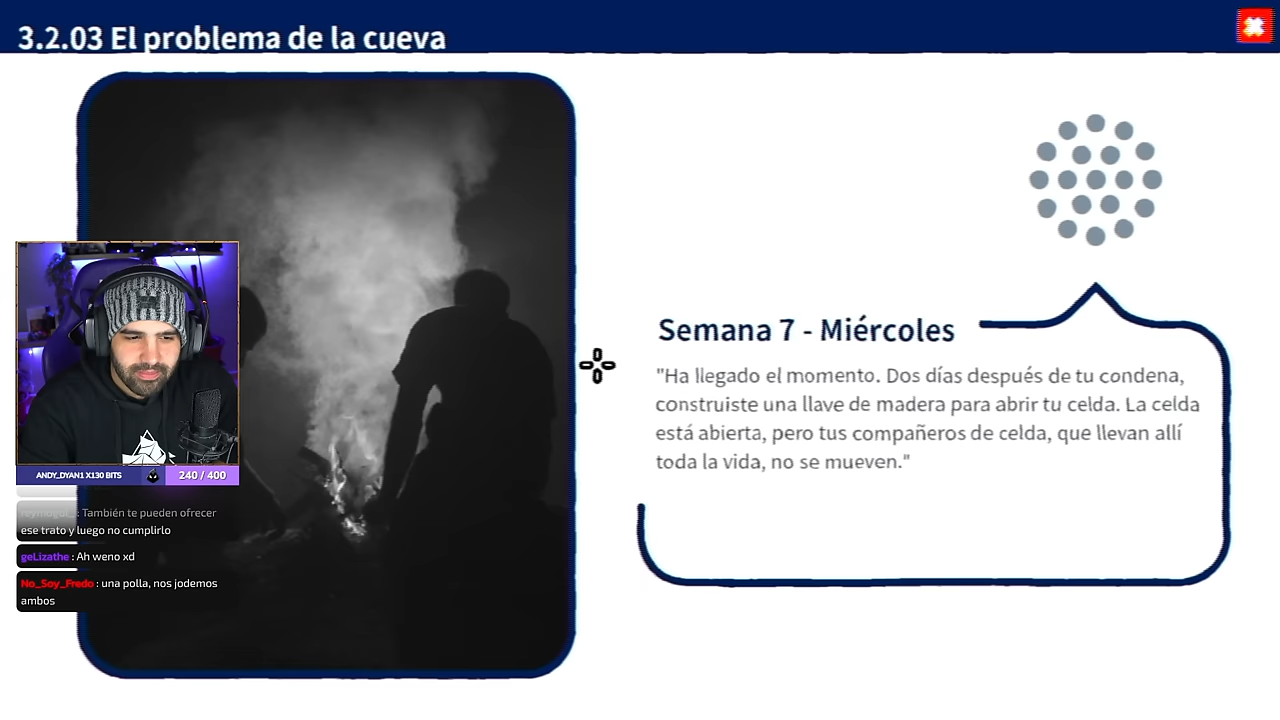 3.2.03 El problema de la cueva
Semana 7 - Miércoles
"Ha llegado el momento. Dos días después de tu condena,
construiste una llave de madera para abrir tu celda. La celda
está abierta, pero tus compañeros de celda, que llevan allí
toda la vida, no se mueven."
ANDY_DYAN1 X130 BITS
240 / 400
: También te pueden ofrecer
ese trato y luego no cumplirlo
geLizathe : Ah weno xd
No_Soy_Fredo : una polla, nos jodemos
ambos